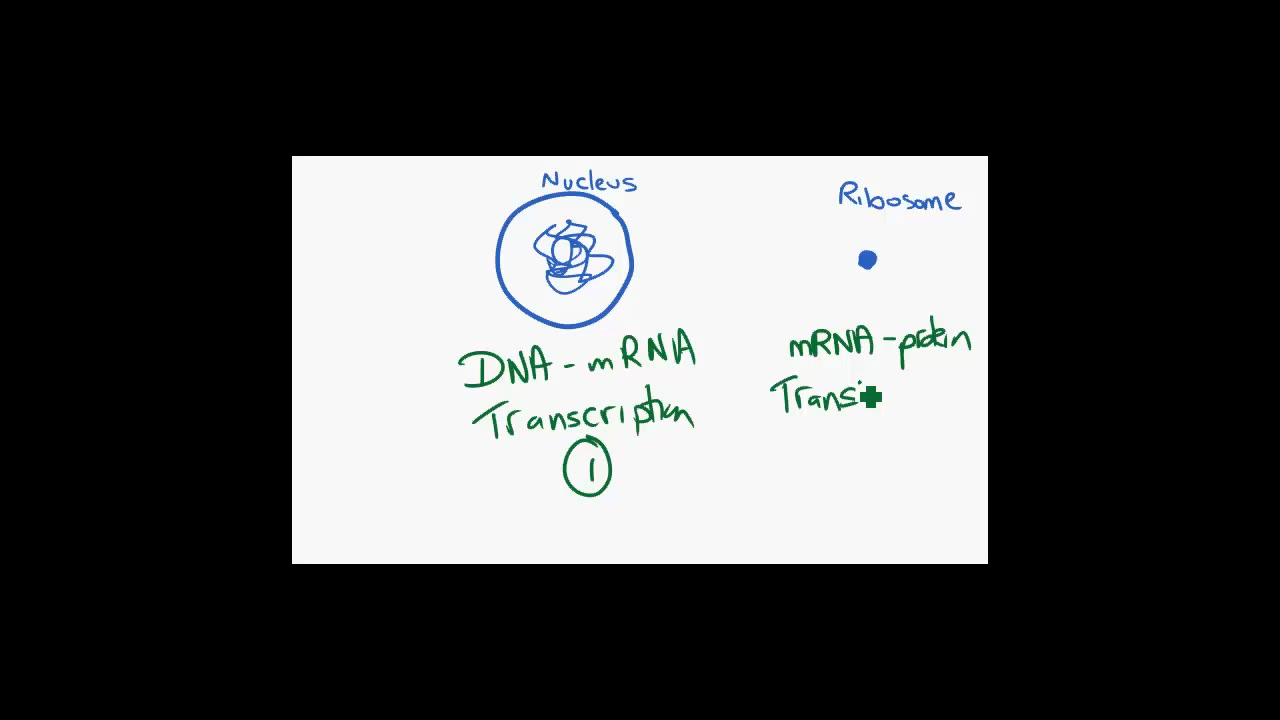 Nucleus
Ribosome
DNA - mRNA
Transcription
1
mRNA - protein
Trans